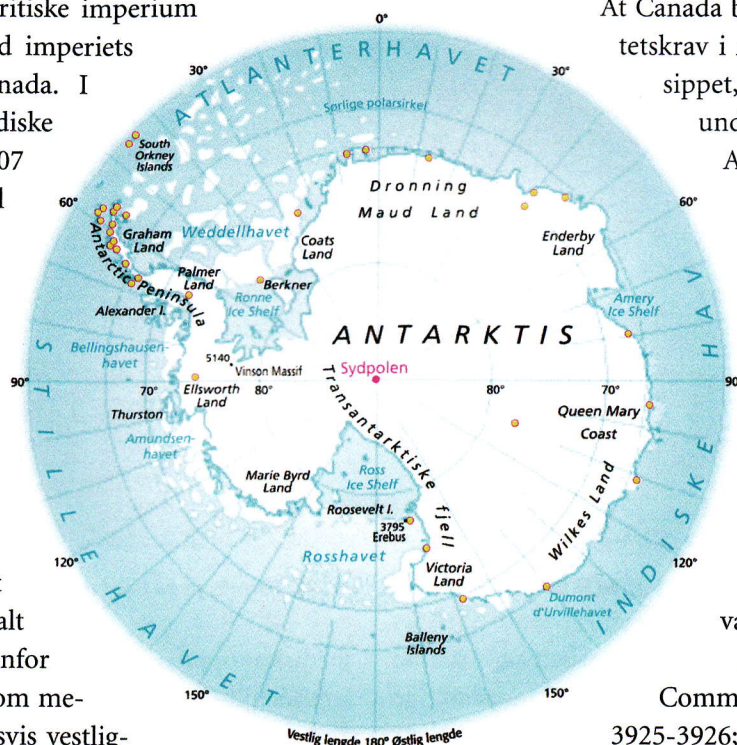 ritiske imperium
d imperiets
nada. I
diske
07
At Canada b
tetskrav i
sippet,
und
A
0°
30°
30°
ATLANTERHAVET
Sørlige polarsirkel
South
Orkney
Islands
60°
60°
Dronning
Maud Land
Graham
Land
Weddellhavet
Coats
Land
Enderby
Land
Antarctic Peninsula
Palmer
Land
Berkner
Ronne
Ice Shelf
Amery
Ice Shelf
Alexander I.
ANTARKTIS
Bellingshausen-
havet
5140
Vinson Massif
Sydpolen
90°
70°
Ellsworth
Land
80°
80°
70°
90
Transantarktiske fjell
Thurston
Queen Mary
Coast
Amundsen-
havet
Marie Byrd
Land
Ross
Ice Shelf
Roosevelt I.
3795
Erebus
Wilkes Land
Rosshavet
Victoria
Land
Dumont
d'Urvillehavet
120°
120°
STILLEHAVET
INDISKE HAV
Balleny
Islands
150°
150°
Vestlig lengde 180° Østlig lengde
alt
nfor
om me-
svis vestlig-
va
Comm
3925-3926;